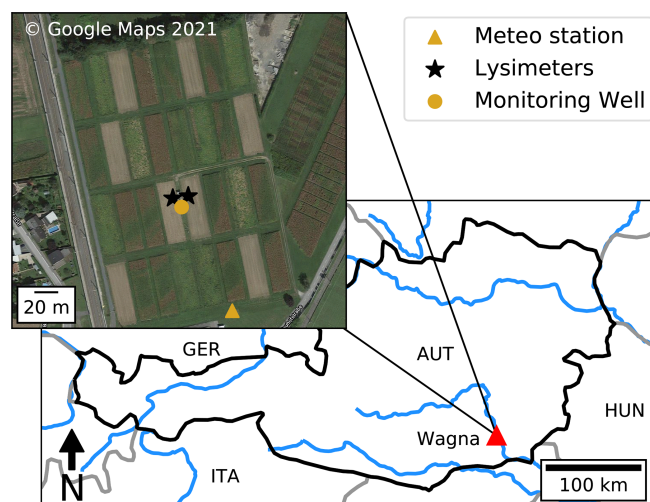 © Google Maps 2021
Meteo station
Lysimeters
Monitoring Well
20 m
GER
AUT
HUN
Wagna
ITA
N
100 km